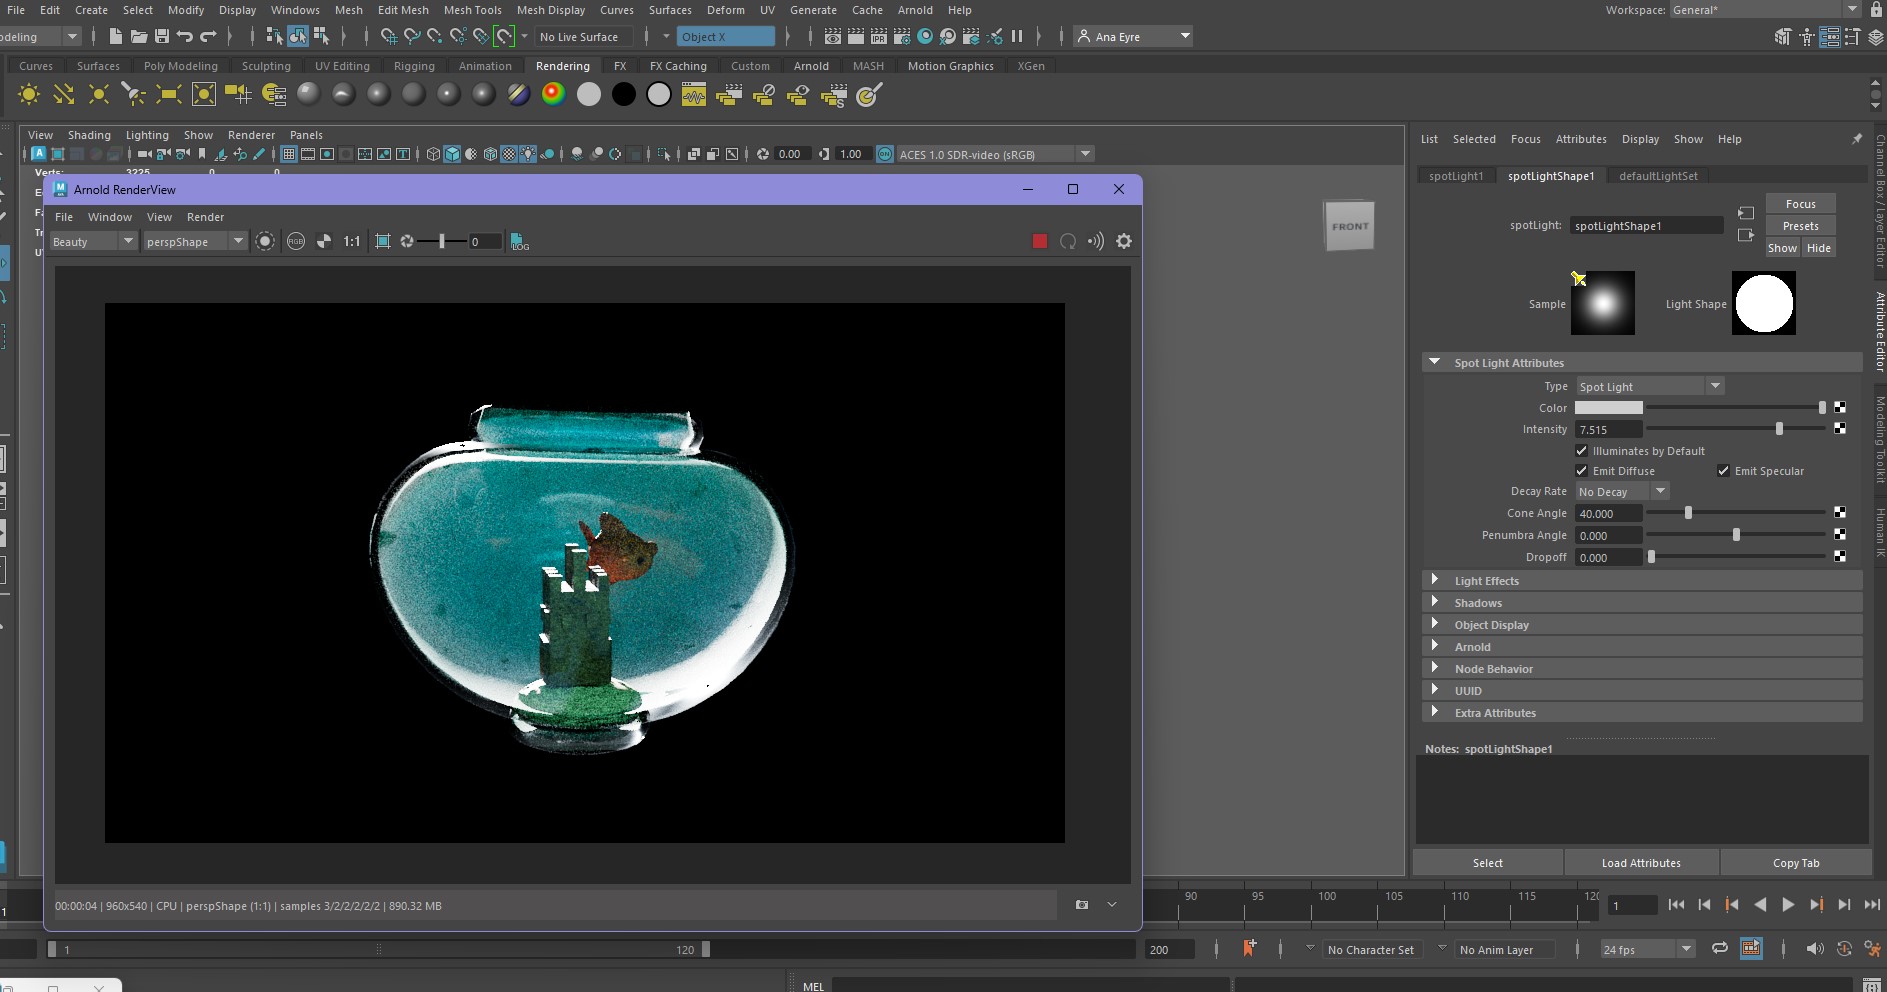 File Edit Create Select Modify Display Windows Mesh Edit Mesh Mesh Tools Mesh Display Curves Surfaces Deform UV Generate Cache Arnold Help Workspace: General*
deling No Live Surface Object X Ana Eyre
Curves Surfaces Poly Modeling Sculpting UV Editing Rigging Animation Rendering FX FX Caching Custom Arnold MASH Motion Graphics XGen
View Shading Lighting Show Renderer Panels
0.00 1.00 ACES 1.0 SDR-video (sRGB)
Verts: 3225 0 0
Arnold RenderView
File Window View Render
Beauty perspShape RGB 1:1 0 LOG
00:00:04 | 960x540 | CPU | perspShape (1:1) | samples 3/2/2/2/2/2 | 890.32 MB
FRONT
List Selected Focus Attributes Display Show Help
spotLight1 spotLightShape1 defaultLightSet
Focus
spotLight: spotLightShape1 Presets
Show Hide
Sample Light Shape
Spot Light Attributes
Type Spot Light
Color
Intensity 7.515
Illuminates by Default
Emit Diffuse Emit Specular
Decay Rate No Decay
Cone Angle 40.000
Penumbra Angle 0.000
Dropoff 0.000
Light Effects
Shadows
Object Display
Arnold
Node Behavior
UUID
Extra Attributes
Notes: spotLightShape1
Select Load Attributes Copy Tab
Channel Box / Layer Editor
Attribute Editor
Modeling Toolkit
Human IK
1 90 95 100 105 110 115 120 1
1 120 200 No Character Set No Anim Layer 24 fps
MEL